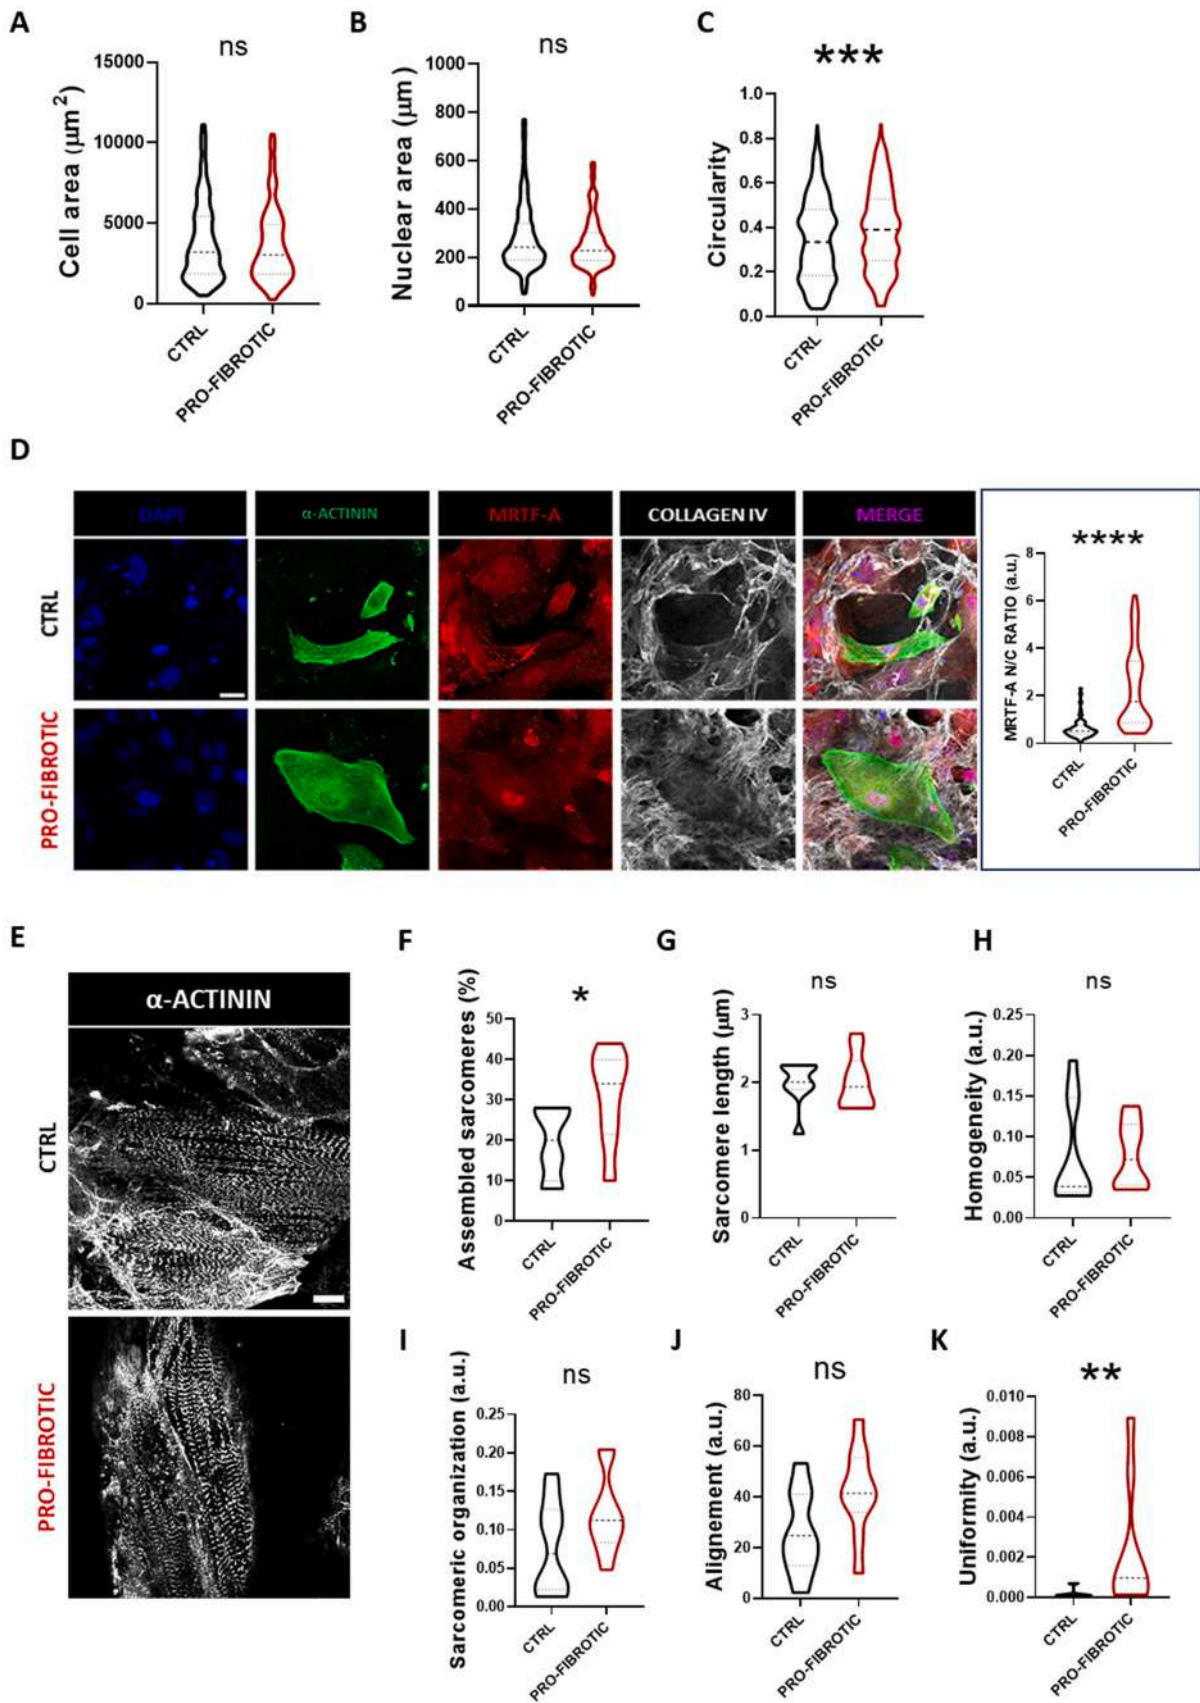 A
ns
Cell area (μm²)
15000
10000
5000
0
CTRL
PRO-FIBROTIC
B
ns
Nuclear area (μm)
1000
800
600
400
200
0
CTRL
PRO-FIBROTIC
C
***
Circularity
1.0
0.8
0.6
0.4
0.2
0.0
CTRL
PRO-FIBROTIC
D
DAPI
α-ACTININ
MRTF-A
COLLAGEN IV
MERGE
CTRL
PRO-FIBROTIC
****
MRTF-A N/C RATIO (a.u.)
8
6
4
2
0
CTRL
PRO-FIBROTIC
E
α-ACTININ
CTRL
PRO-FIBROTIC
F
*
Assembled sarcomeres (%)
50
40
30
20
10
0
CTRL
PRO-FIBROTIC
G
ns
Sarcomere length (μm)
3
2
1
0
CTRL
PRO-FIBROTIC
H
ns
Homogeneity (a.u.)
0.25
0.20
0.15
0.10
0.05
0.00
CTRL
PRO-FIBROTIC
I
ns
Sarcomeric organization (a.u.)
0.25
0.20
0.15
0.10
0.05
0.00
CTRL
PRO-FIBROTIC
J
ns
Alignement (a.u.)
80
60
40
20
0
CTRL
PRO-FIBROTIC
K
**
Uniformity (a.u.)
0.010
0.008
0.006
0.004
0.002
0.000
CTRL
PRO-FIBROTIC